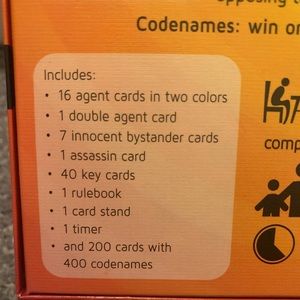 Codenames: win or
Includes:
• 16 agent cards in two colors
• 1 double agent card
• 7 innocent bystander cards
• 1 assassin card
• 40 key cards
• 1 rulebook
• 1 card stand
• 1 timer
• and 200 cards with
400 codenames
comp